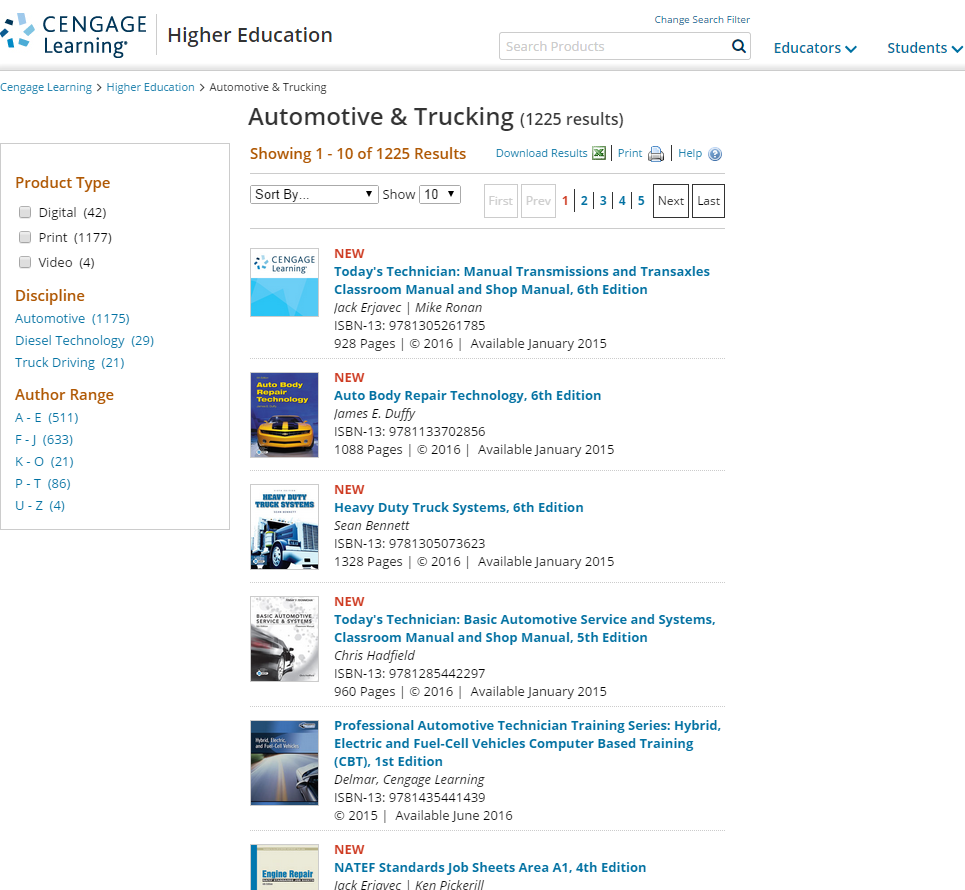 CENGAGE
Learning®
Higher Education
Change Search Filter
Search Products
Educators
Students
Cengage Learning > Higher Education > Automotive & Trucking
Automotive & Trucking (1225 results)
Showing 1 - 10 of 1225 Results
Download Results | Print | Help
Sort By... Show 10 First Prev 1 2 3 4 5 Next Last
Product Type
Digital (42)
Print (1177)
Video (4)
Discipline
Automotive (1175)
Diesel Technology (29)
Truck Driving (21)
Author Range
A - E (511)
F - J (633)
K - O (21)
P - T (86)
U - Z (4)
CENGAGE
Learning
NEW
Today's Technician: Manual Transmissions and Transaxles
Classroom Manual and Shop Manual, 6th Edition
Jack Erjavec | Mike Ronan
ISBN-13: 9781305261785
928 Pages | © 2016 | Available January 2015
Auto Body
Repair
Technology
NEW
Auto Body Repair Technology, 6th Edition
James E. Duffy
ISBN-13: 9781133702856
1088 Pages | © 2016 | Available January 2015
HEAVY DUTY
TRUCK SYSTEMS
SEAN BENNETT
NEW
Heavy Duty Truck Systems, 6th Edition
Sean Bennett
ISBN-13: 9781305073623
1328 Pages | © 2016 | Available January 2015
BASIC AUTOMOTIVE
SERVICE & SYSTEMS
NEW
Today's Technician: Basic Automotive Service and Systems,
Classroom Manual and Shop Manual, 5th Edition
Chris Hadfield
ISBN-13: 9781285442297
960 Pages | © 2016 | Available January 2015
Hybrid, Electric,
and Fuel-Cell Vehicles
Professional Automotive Technician Training Series: Hybrid,
Electric and Fuel-Cell Vehicles Computer Based Training
(CBT), 1st Edition
Delmar, Cengage Learning
ISBN-13: 9781435441439
© 2015 | Available June 2016
Engine Repair
NEW
NATEF Standards Job Sheets Area A1, 4th Edition
Jack Erjavec | Ken Pickerill